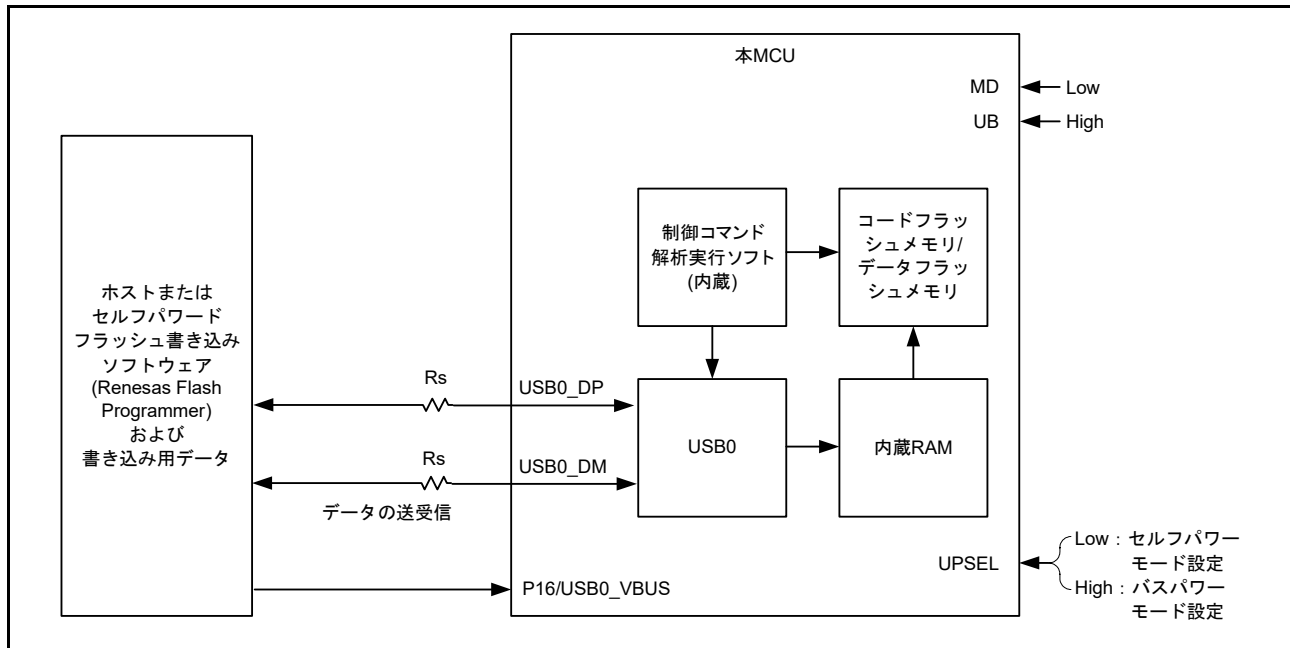 本MCU
MD
Low
UB
High
制御コマンド
解析実行ソフト
(内蔵)
コードフラッ
シュメモリ/
データフラッ
シュメモリ
ホストまたは
セルフパワード
フラッシュ書き込み
ソフトウェア
(Renesas Flash
Programmer)
および
書き込み用データ
Rs
USB0_DP
Rs
USB0_DM
データの送受信
USB0
内蔵RAM
UPSEL
Low：セルフパワー
モード設定
High：バスパワー
モード設定
P16/USB0_VBUS